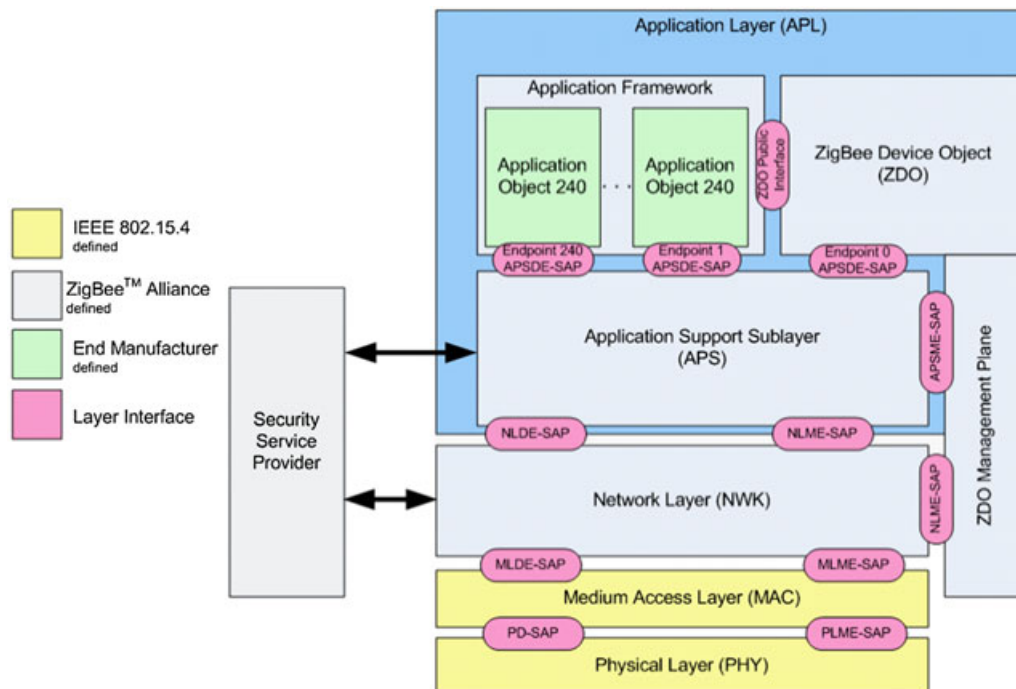 Application Layer (APL)
Application Framework
Application
Object 240
. . .
Application
Object 240
ZDO Public
Interface
ZigBee Device Object
(ZDO)
Endpoint 240
APSDE-SAP
Endpoint 1
APSDE-SAP
Endpoint 0
APSDE-SAP
IEEE 802.15.4
defined
ZigBee™ Alliance
defined
End Manufacturer
defined
Layer Interface
Security
Service
Provider
Application Support Sublayer
(APS)
APSME-SAP
ZDO Management Plane
NLDE-SAP
NLME-SAP
Network Layer (NWK)
NLME-SAP
MLDE-SAP
MLME-SAP
Medium Access Layer (MAC)
PD-SAP
PLME-SAP
Physical Layer (PHY)